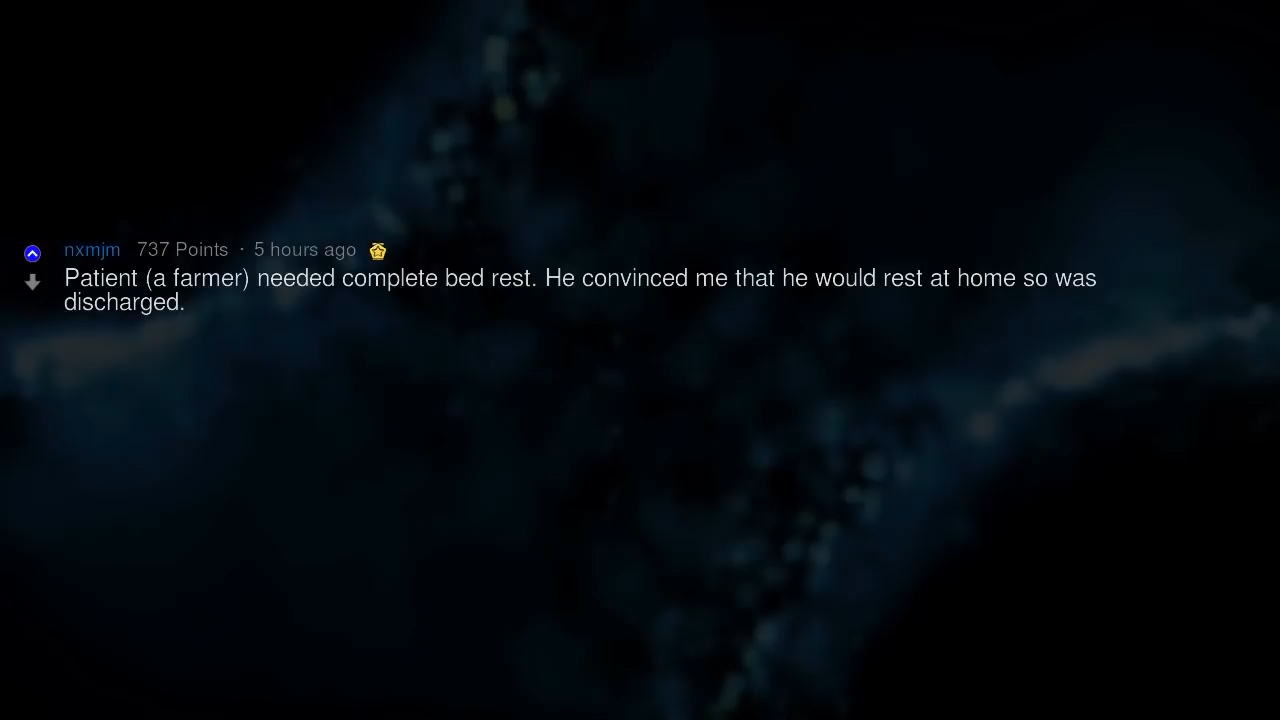 nxmjm 737 Points · 5 hours ago
Patient (a farmer) needed complete bed rest. He convinced me that he would rest at home so was
discharged.